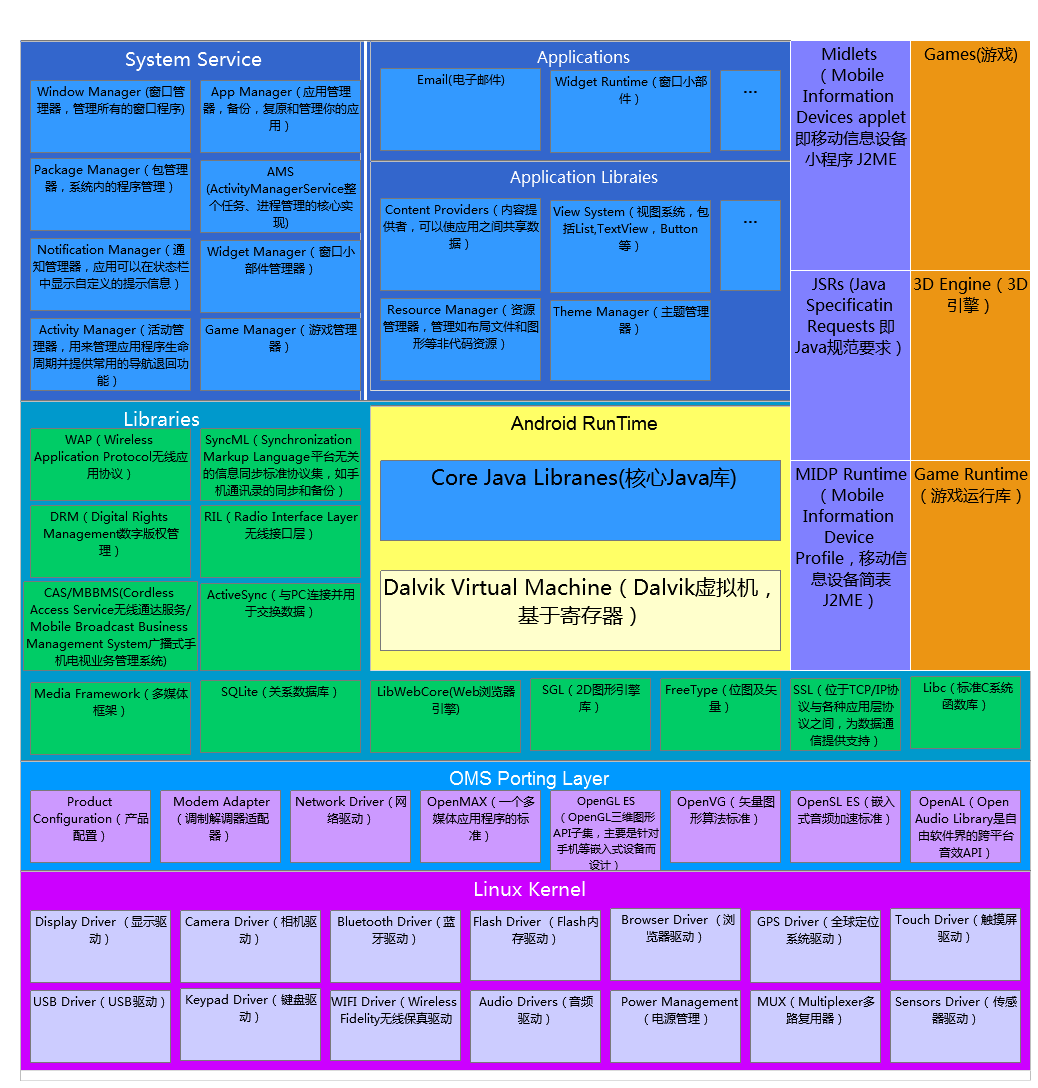 System Service
Window Manager (窗口管
理器，管理所有的窗口程序)
App Manager（应用管理
器，备份，复原和管理你的应
用）
Package Manager（包管理
器，系统内的程序管理）
AMS
(ActivityManagerService整
个任务、进程管理的核心实
现)
Notification Manager（通
知管理器，应用可以在状态栏
中显示自定义的提示信息）
Widget Manager（窗口小
部件管理器）
Activity Manager（活动管
理器，用来管理应用程序生命
周期并提供常用的导航退回功
能）
Game Manager（游戏管理
器）
Applications
Email(电子邮件)
Widget Runtime（窗口小部
件）
...
Application Libraies
Content Providers（内容提
供者，可以使应用之间共享数
据）
View System（视图系统，包
括List,TextView，Button
等）
...
Resource Manager（资源
管理器，管理如布局文件和图
形等非代码资源）
Theme Manager（主题管理
器）
Midlets
（Mobile
Information
Devices applet
即移动信息设备
小程序 J2ME
Games(游戏)
JSRs (Java
Specificatin
Requests 即
Java规范要求）
3D Engine（3D
引擎）
MIDP Runtime
（Mobile
Information
Device
Profile，移动信
息设备简表
J2ME）
Game Runtime
（游戏运行库）
Libraries
WAP（Wireless
Application Protocol无线应
用协议）
SyncML（Synchronization
Markup Language平台无关
的信息同步标准协议集，如手
机通讯录的同步和备份）
DRM（Digital Rights
Management数字版权管
理）
RIL（Radio Interface Layer
无线接口层）
CAS/MBBMS(Cordless
Access Service无线通达服务/
Mobile Broadcast Business
Management System广播式手
机电视业务管理系统)
ActiveSync（与PC连接并用
于交换数据）
Android RunTime
Core Java Libranes(核心Java库)
Dalvik Virtual Machine（Dalvik虚拟机，
基于寄存器）
Media Framework（多媒体
框架）
SQLite（关系数据库）
LibWebCore(Web浏览器
引擎)
SGL（2D图形引擎
库）
FreeType（位图及矢
量）
SSL（位于TCP/IP协
议与各种应用层协
议之间，为数据通
信提供支持）
Libc（标准C系统
函数库）
OMS Porting Layer
Product
Configuration（产品
配置）
Modem Adapter
（调制解调器适配
器）
Network Driver（网
络驱动）
OpenMAX（一个多
媒体应用程序的标
准）
OpenGL ES
（OpenGL三维图形
API子集，主要是针对
手机等嵌入式设备而
设计）
OpenVG（矢量图
形算法标准）
OpenSL ES（嵌入
式音频加速标准）
OpenAL（Open
Audio Library是自
由软件界的跨平台
音效API）
Linux Kernel
Display Driver （显示驱
动）
Camera Driver（相机驱
动）
Bluetooth Driver（蓝
牙驱动）
Flash Driver （Flash内
存驱动）
Browser Driver （浏
览器驱动）
GPS Driver（全球定位
系统驱动）
Touch Driver（触摸屏
驱动）
USB Driver（USB驱动）
Keypad Driver（键盘驱
动）
WIFI Driver（Wireless
Fidelity无线保真驱动
Audio Drivers（音频
驱动）
Power Management
（电源管理）
MUX（Multiplexer多
路复用器）
Sensors Driver（传感
器驱动）